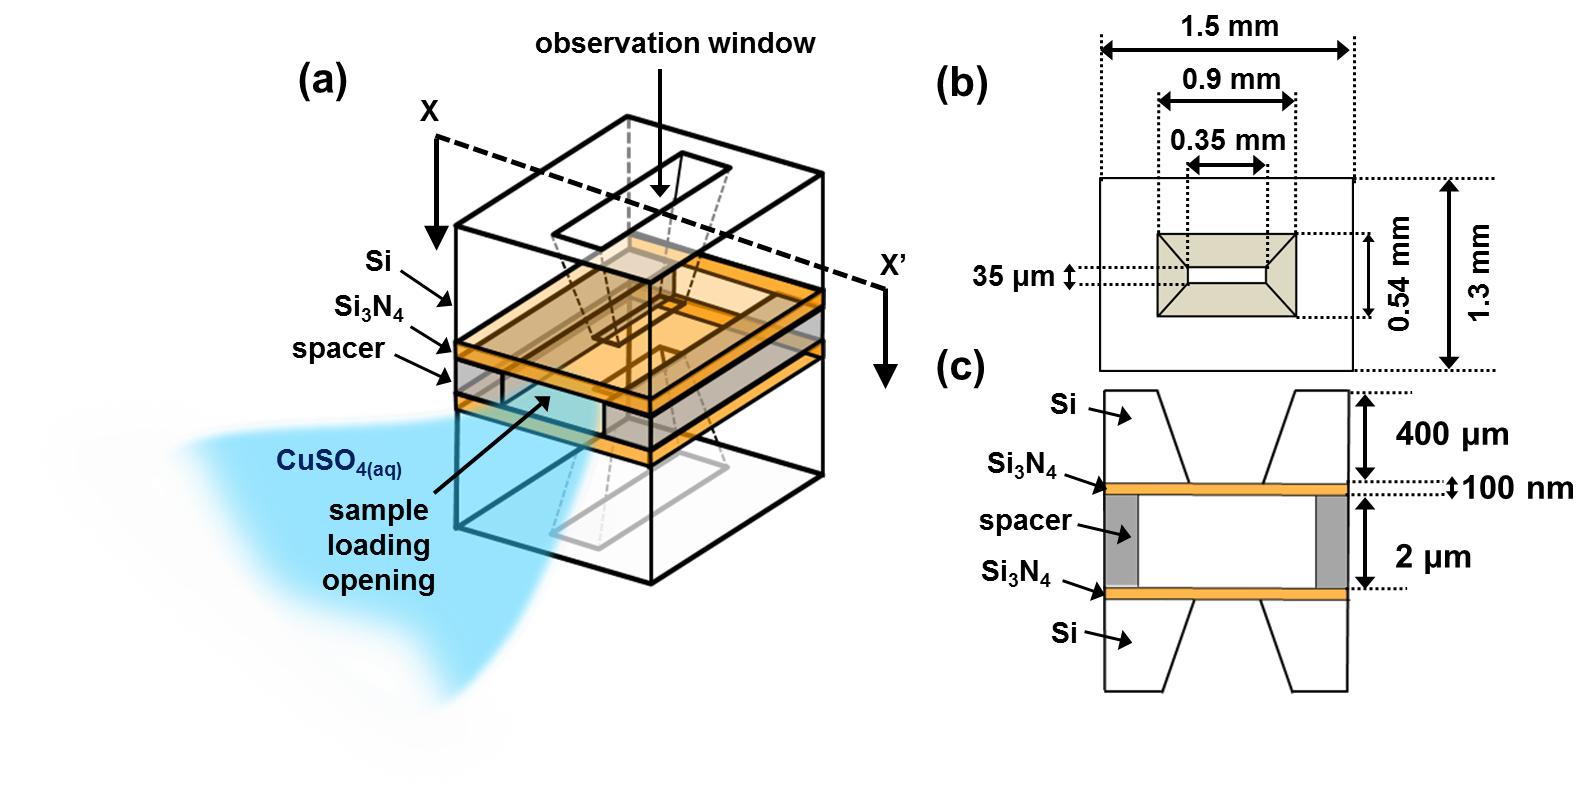 (a)
observation window
X
X’
Si
Si3N4
spacer
CuSO4(aq)
sample
loading
opening
(b)
1.5 mm
0.9 mm
0.35 mm
35 µm
0.54 mm
1.3 mm
(c)
Si
400 µm
Si3N4
100 nm
spacer
2 µm
Si3N4
Si